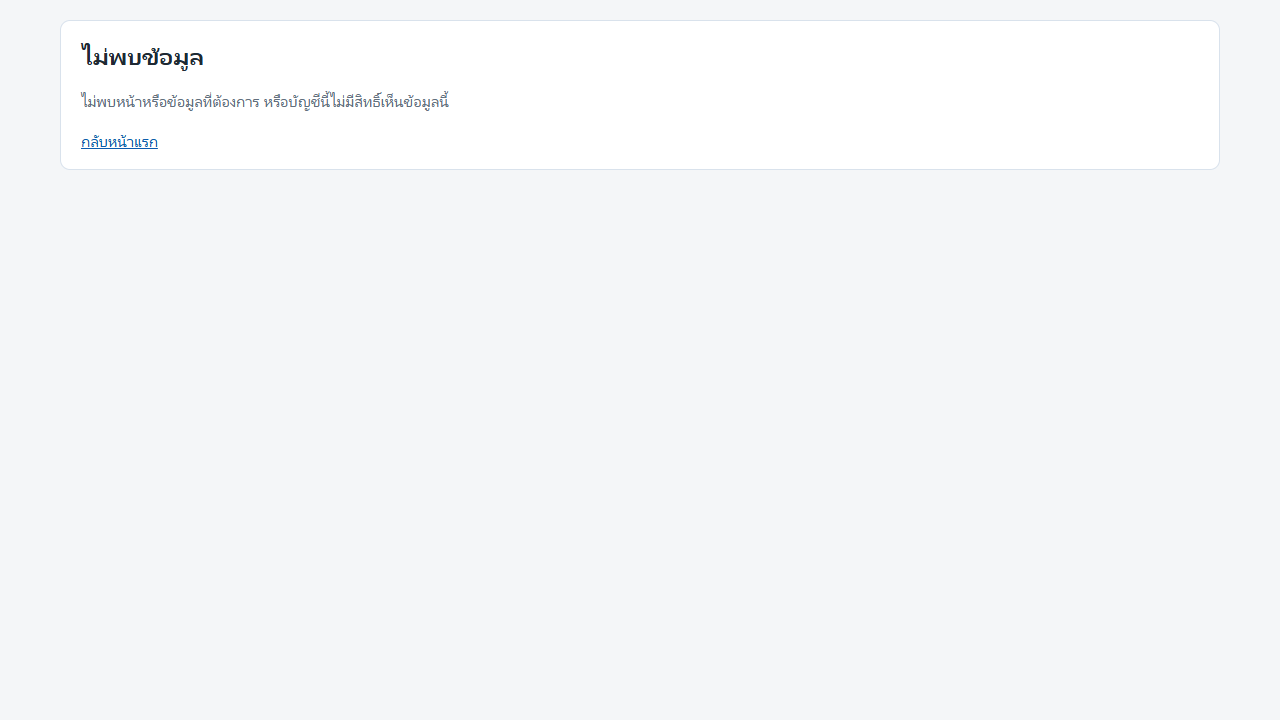 ไม่พบข้อมูล
ไม่พบหน้าหรือข้อมูลที่ต้องการ หรือบัญชีนี้ไม่มีสิทธิ์เห็นข้อมูลนี้
กลับหน้าแรก